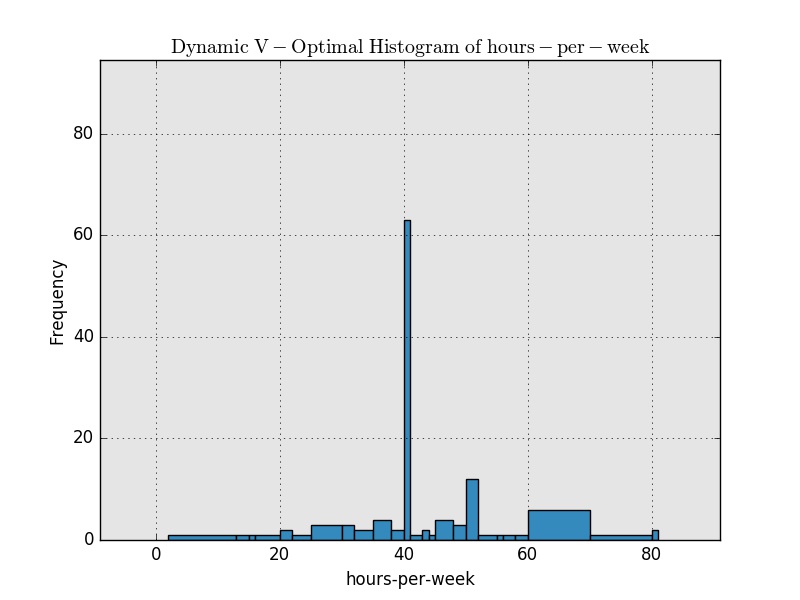 Dynamic V − Optimal Histogram of hours − per − week
80
60
40
20
0
Frequency
0 20 40 60 80
hours-per-week